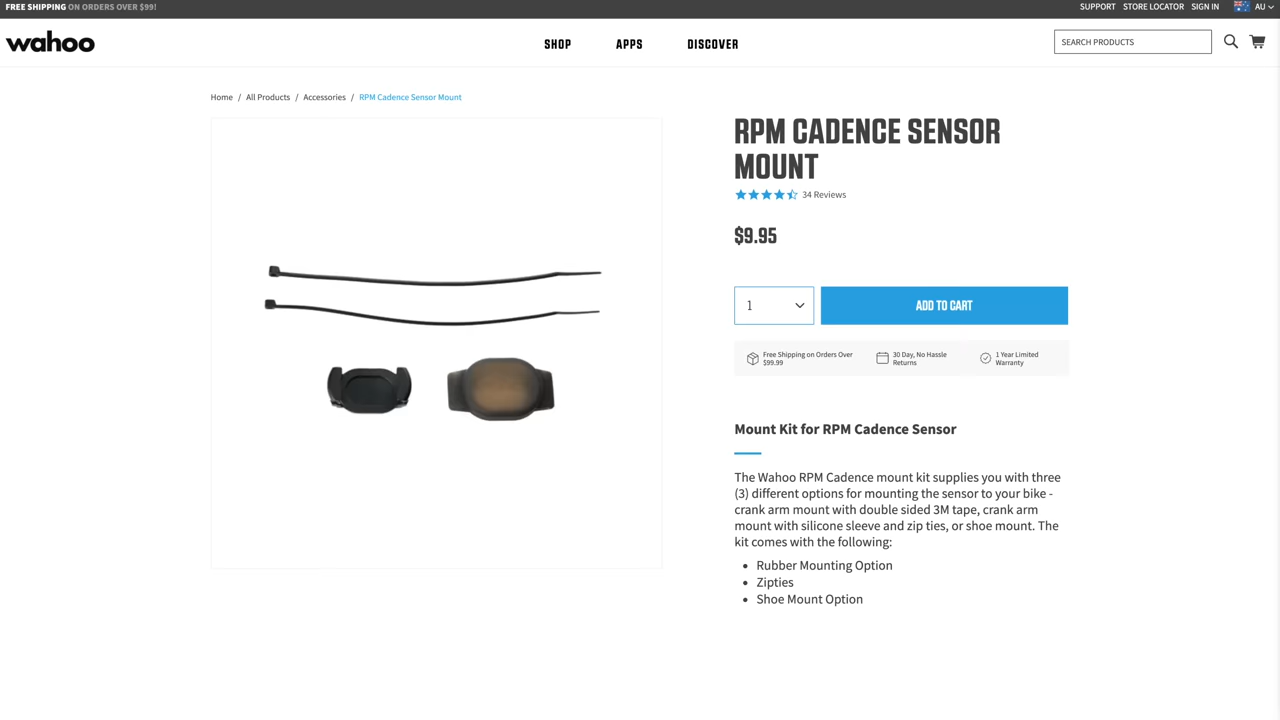 FREE SHIPPING ON ORDERS OVER $99!
SUPPORT STORE LOCATOR SIGN IN AU
wahoo
SHOP APPS DISCOVER
SEARCH PRODUCTS
Home / All Products / Accessories / RPM Cadence Sensor Mount
RPM CADENCE SENSOR
MOUNT
34 Reviews
$9.95
1
ADD TO CART
Free Shipping on Orders Over
$99.99
30 Day, No Hassle
Returns
1 Year Limited
Warranty
Mount Kit for RPM Cadence Sensor
The Wahoo RPM Cadence mount kit supplies you with three
(3) different options for mounting the sensor to your bike -
crank arm mount with double sided 3M tape, crank arm
mount with silicone sleeve and zip ties, or shoe mount. The
kit comes with the following:
• Rubber Mounting Option
• Zipties
• Shoe Mount Option